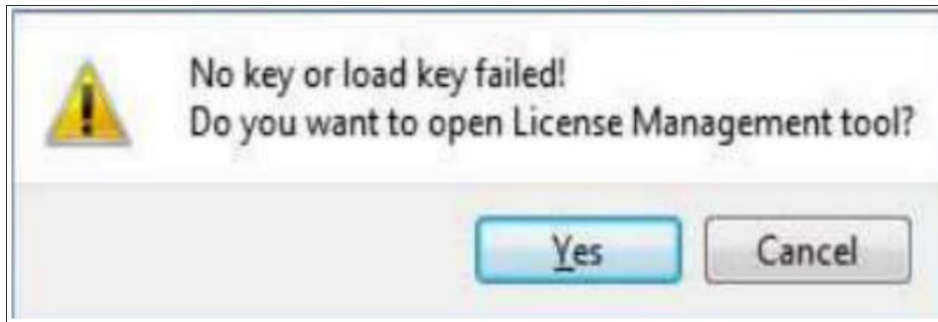 No key or load key failed!
Do you want to open License Management tool?
Yes
Cancel